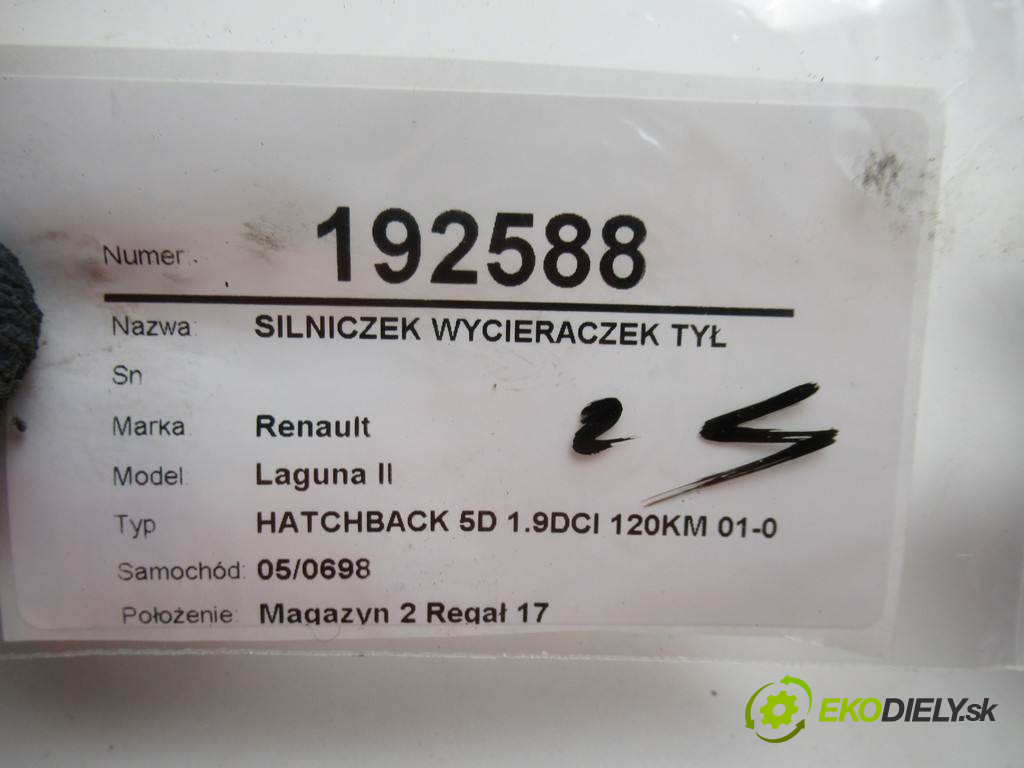 Numer: 192588
Nazwa: SILNICZEK WYCIERACZEK TYŁ
Sn
Marka Renault
Model Laguna II
Typ HATCHBACK 5D 1.9DCI 120KM 01-0
Samochód: 05/0698
Położenie: Magazyn 2 Regał 17
EKODIELY.sk